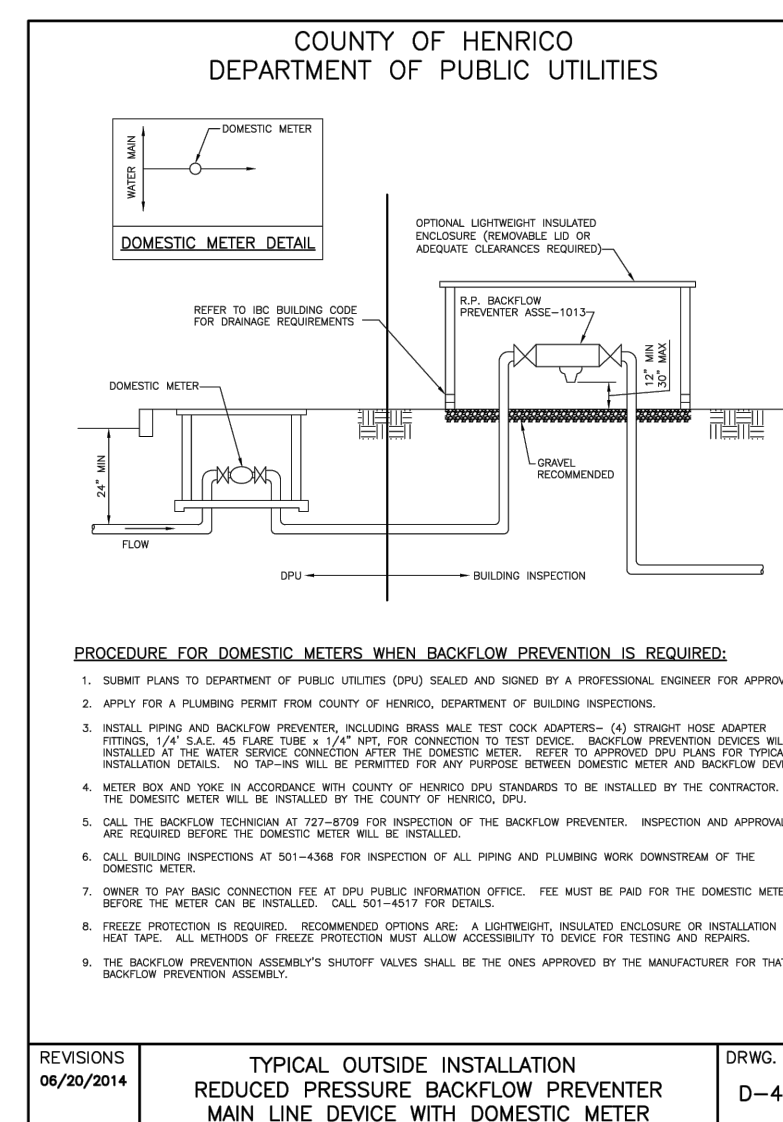 COUNTY OF HENRICO
DEPARTMENT OF PUBLIC UTILITIES
DOMESTIC METER
WATER MAIN
DOMESTIC METER DETAIL
OPTIONAL LIGHTWEIGHT INSULATED
ENCLOSURE (REMOVABLE LID OR
ADEQUATE CLEARANCES REQUIRED)
REFER TO IBC BUILDING CODE
FOR DRAINAGE REQUIREMENTS
R.P. BACKFLOW
PREVENTER ASSE-1013
12" MIN
30" MAX
DOMESTIC METER
24" MIN
GRAVEL
RECOMMENDED
FLOW
DPU
BUILDING INSPECTION
PROCEDURE FOR DOMESTIC METERS WHEN BACKFLOW PREVENTION IS REQUIRED:
1. SUBMIT PLANS TO DEPARTMENT OF PUBLIC UTILITIES (DPU) SEALED AND SIGNED BY A PROFESSIONAL ENGINEER FOR APPROV
2. APPLY FOR A PLUMBING PERMIT FROM COUNTY OF HENRICO, DEPARTMENT OF BUILDING INSPECTIONS.
3. INSTALL PIPING AND BACKLFOW PREVENTER, INCLUDING BRASS MALE TEST COCK ADAPTERS- (4) STRAIGHT HOSE ADAPTER
FITTINGS, 1/4' S.A.E. 45 FLARE TUBE x 1/4" NPT, FOR CONNECTION TO TEST DEVICE. BACKFLOW PREVENTION DEVICES WIL
INSTALLED AT THE WATER SERVICE CONNECTION AFTER THE DOMESTIC METER. REFER TO APPROVED DPU PLANS FOR TYPICA
INSTALLATION DETAILS. NO TAP-INS WILL BE PERMITTED FOR ANY PURPOSE BETWEEN DOMESTIC METER AND BACKFLOW DEVI
4. METER BOX AND YOKE IN ACCORDANCE WITH COUNTY OF HENRICO DPU STANDARDS TO BE INSTALLED BY THE CONTRACTOR.
THE DOMESITC METER WILL BE INSTALLED BY THE COUNTY OF HENRICO, DPU.
5. CALL THE BACKFLOW TECHNICIAN AT 727-8709 FOR INSPECTION OF THE BACKFLOW PREVENTER. INSPECTION AND APPROVAL
ARE REQUIRED BEFORE THE DOMESTIC METER WILL BE INSTALLED.
6. CALL BUILDING INSPECTIONS AT 501-4368 FOR INSPECTION OF ALL PIPING AND PLUMBING WORK DOWNSTREAM OF THE
DOMESTIC METER.
7. OWNER TO PAY BASIC CONNECTION FEE AT DPU PUBLIC INFORMATION OFFICE. FEE MUST BE PAID FOR THE DOMESTIC METE
BEFORE THE METER CAN BE INSTALLED. CALL 501-4517 FOR DETAILS.
8. FREEZE PROTECTION IS REQUIRED. RECOMMENDED OPTIONS ARE: A LIGHTWEIGHT, INSULATED ENCLOSURE OR INSTALLATION
HEAT TAPE. ALL METHODS OF FREEZE PROTECTION MUST ALLOW ACCESSIBILITY TO DEVICE FOR TESTING AND REPAIRS.
9. THE BACKFLOW PREVENTION ASSEMBLY'S SHUTOFF VALVES SHALL BE THE ONES APPROVED BY THE MANUFACTURER FOR THAT
BACKFLOW PREVENTION ASSEMBLY.
REVISIONS
06/20/2014
TYPICAL OUTSIDE INSTALLATION
REDUCED PRESSURE BACKFLOW PREVENTER
MAIN LINE DEVICE WITH DOMESTIC METER
DRWG.
D-4